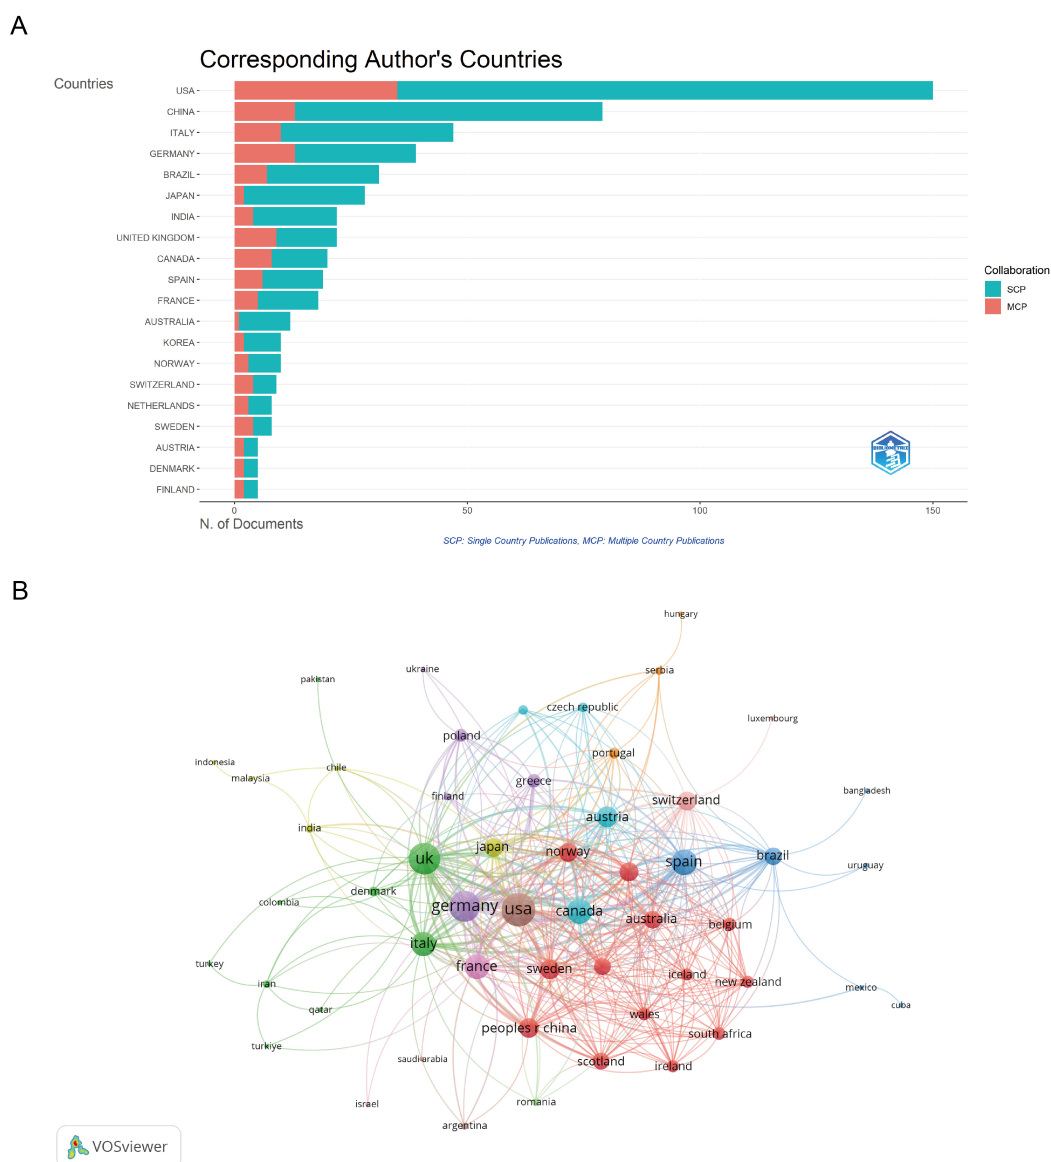 A
Corresponding Author's Countries
Countries
USA
CHINA
ITALY
GERMANY
BRAZIL
JAPAN
INDIA
UNITED KINGDOM
CANADA
SPAIN
FRANCE
AUSTRALIA
KOREA
NORWAY
SWITZERLAND
NETHERLANDS
SWEDEN
AUSTRIA
DENMARK
FINLAND
Collaboration
SCP
MCP
BIBLIOMETRIX
0 50 100 150
N. of Documents
SCP: Single Country Publications, MCP: Multiple Country Publications
B
hungary
ukraine
serbia
pakistan
czech republic
luxembourg
poland
portugal
indonesia
chile
malaysia
greece
bangladesh
finland
switzerland
austria
india
japan
norway
uk
spain
brazil
uruguay
denmark
colombia
germany
usa
canada
australia
belgium
italy
turkey
france
sweden
iceland
iran
new zealand
mexico
cuba
qatar
wales
peoples r china
south africa
turkiye
saudi arabia
scotland
ireland
israel
romania
argentina
VOSviewer